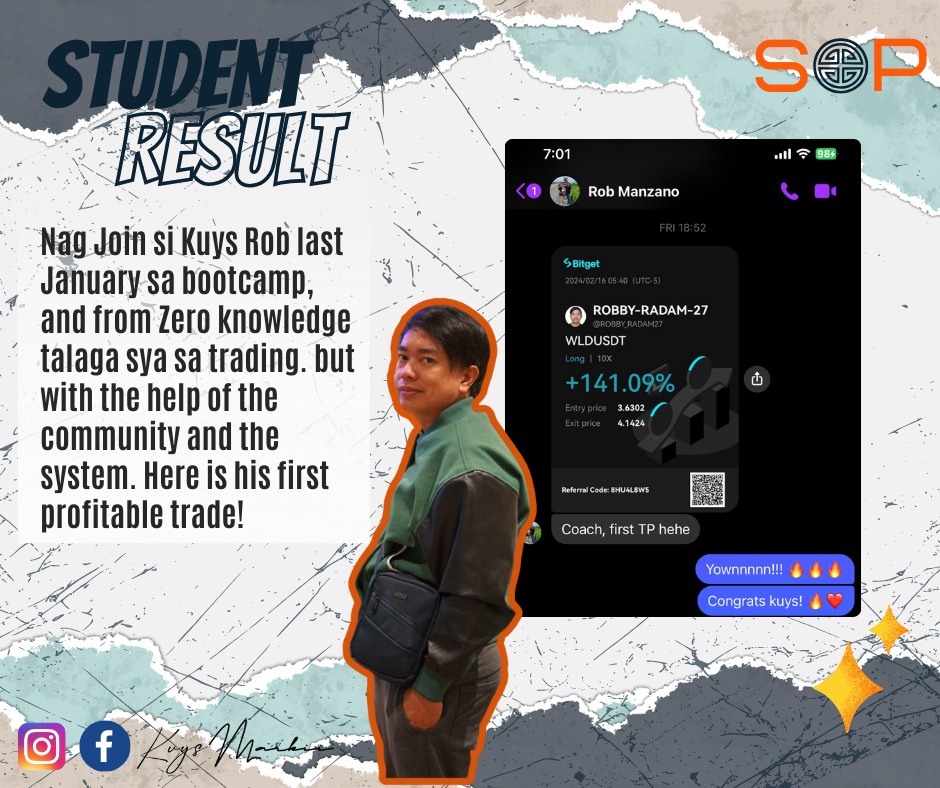 STUDENT
RESULT
SOP
Nag Join si Kuys Rob last
January sa bootcamp,
and from Zero knowledge
talaga sya sa trading. but
with the help of the
community and the
system. Here is his first
profitable trade!
7:01
98
1
Rob Manzano
FRI 18:52
Bitget
2024/02/16 05:40 (UTC-5)
ROBBY-RADAM-27
@ROBBY_RADAM27
WLDUSDT
Long | 10X
+141.09%
Entry price 3.6302
Exit price 4.1424
Referral Code: 8HU4L8W5
Coach, first TP hehe
Yownnnnn!!! 🔥🔥🔥
Congrats kuys! 🔥❤️
Kuys Maikie